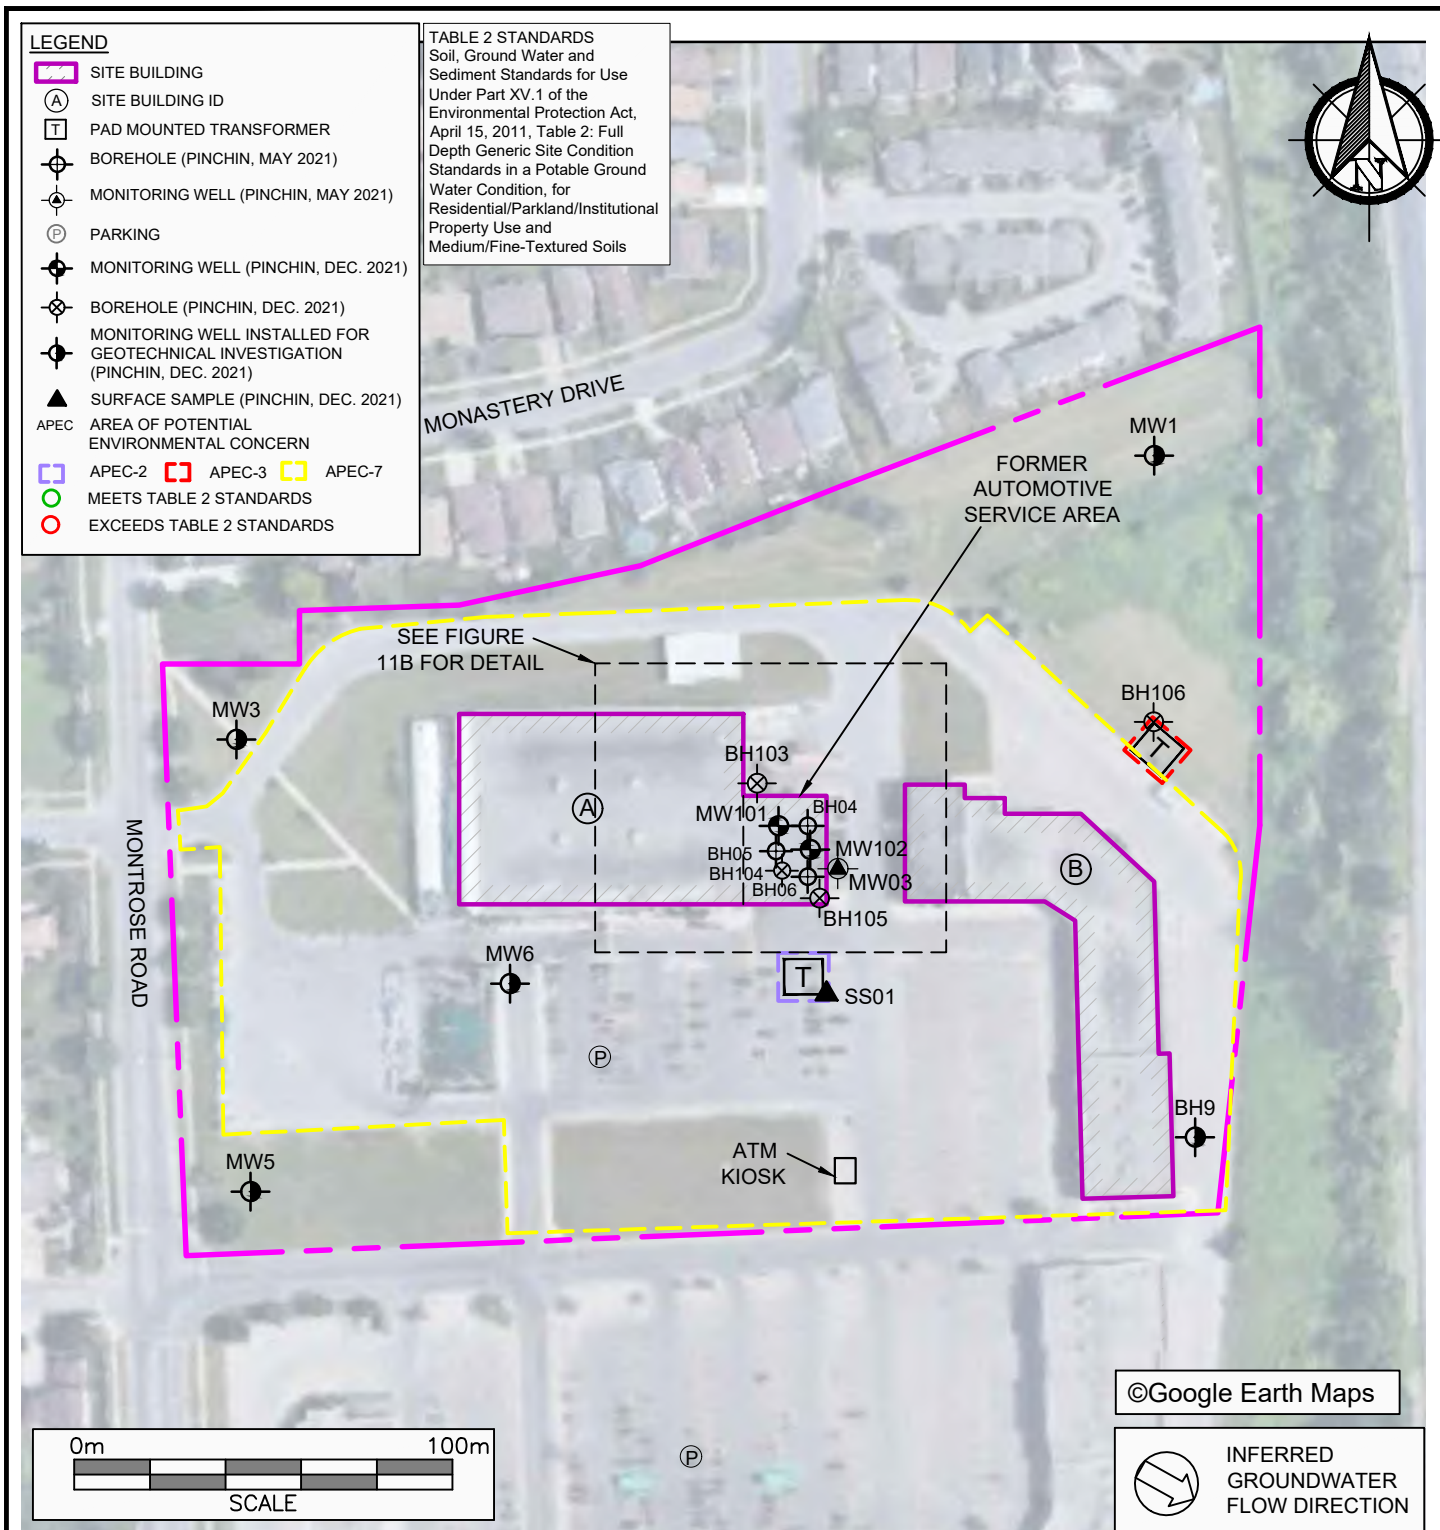 LEGEND
SITE BUILDING
A SITE BUILDING ID
T PAD MOUNTED TRANSFORMER
BOREHOLE (PINCHIN, MAY 2021)
MONITORING WELL (PINCHIN, MAY 2021)
P PARKING
MONITORING WELL (PINCHIN, DEC. 2021)
BOREHOLE (PINCHIN, DEC. 2021)
MONITORING WELL INSTALLED FOR
GEOTECHNICAL INVESTIGATION
(PINCHIN, DEC. 2021)
SURFACE SAMPLE (PINCHIN, DEC. 2021)
APEC AREA OF POTENTIAL
ENVIRONMENTAL CONCERN
APEC-2 APEC-3 APEC-7
MEETS TABLE 2 STANDARDS
EXCEEDS TABLE 2 STANDARDS
TABLE 2 STANDARDS
Soil, Ground Water and
Sediment Standards for Use
Under Part XV.1 of the
Environmental Protection Act,
April 15, 2011, Table 2: Full
Depth Generic Site Condition
Standards in a Potable Ground
Water Condition, for
Residential/Parkland/Institutional
Property Use and
Medium/Fine-Textured Soils
N
MONASTERY DRIVE
MW1
FORMER
AUTOMOTIVE
SERVICE AREA
SEE FIGURE
11B FOR DETAIL
MW3
BH106
T
BH103
A
MW101
BH04
BH05
MW102
BH104
BH06
MW03
BH105
B
MONTROSE ROAD
MW6
T
SS01
P
BH9
ATM
KIOSK
MW5
©Google Earth Maps
0m 100m
SCALE
P
INFERRED
GROUNDWATER
FLOW DIRECTION